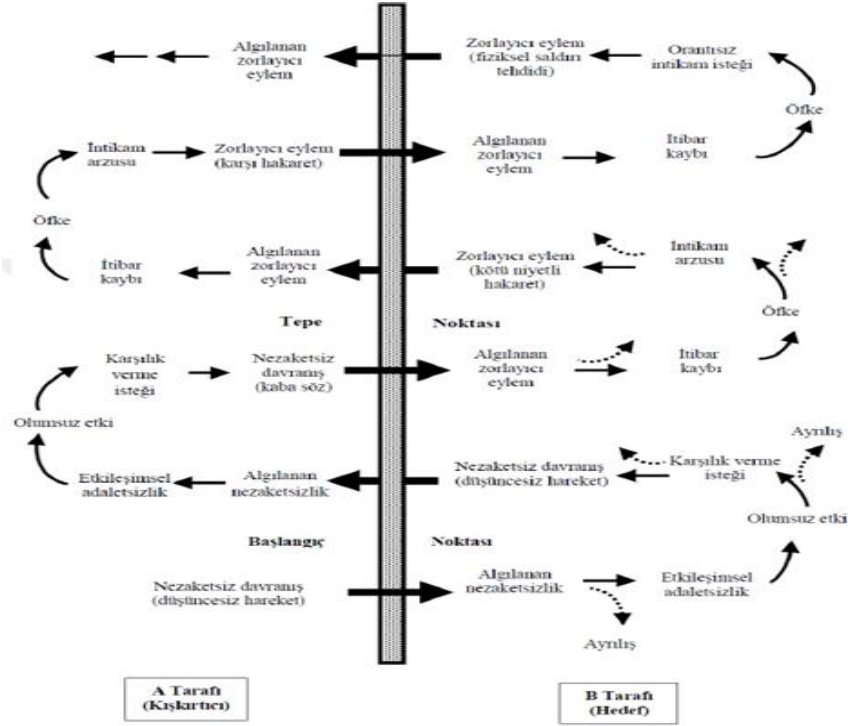 Algılanan
zorlayıcı
eylem
Zorlayıcı eylem
(fiziksel saldırı
tehdidi)
Orantısız
intikam isteği
Öfke
İntikam
arzusu
Zorlayıcı eylem
(karşı hakaret)
Algılanan
zorlayıcı
eylem
İtibar
kaybı
Öfke
İtibar
kaybı
Algılanan
zorlayıcı
eylem
Zorlayıcı eylem
(kötü niyetli
hakaret)
İntikam
arzusu
Öfke
Tepe
Noktası
Karşılık
verme
isteği
Nezaketsiz
davranış
(kaba söz)
Algılanan
zorlayıcı
eylem
İtibar
kaybı
Olumsuz etki
Ayrılış
Etkileşimsel
adaletsizlik
Algılanan
nezaketsizlik
Nezaketsiz davranış
(düşüncesiz hareket)
Karşılık verme
isteği
Olumsuz etki
Başlangıç
Noktası
Nezaketsiz davranış
(düşüncesiz hareket)
Algılanan
nezaketsizlik
Etkileşimsel
adaletsizlik
Ayrılış
A Tarafı
(Kışkırtıcı)
B Tarafı
(Hedef)